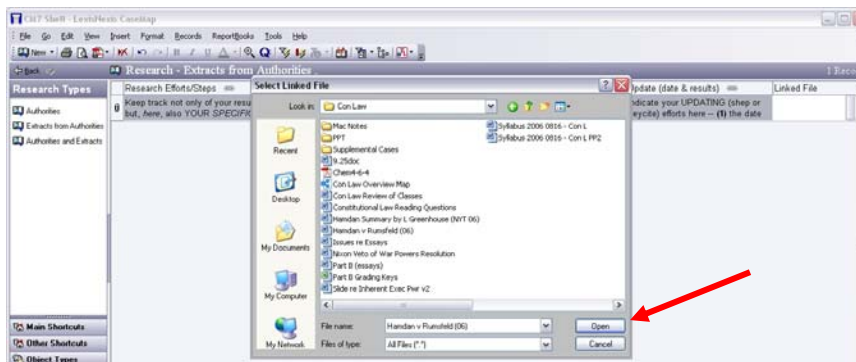 CH17 Shell - LexisNexis CaseMap
File Go Edit View Insert Format Records ReportBooks Tools Help
New
Back
Research - Extracts from Authorities
1 Reco
Research Types
Authorities
Extracts from Authorities
Authorities and Extracts
Research Efforts/Steps
Keep track not only of your resu
but, here, also YOUR SPECIFIC
Update (date & results)
ndicate your UPDATING (shep or
eycite) efforts here -- (1) the date
Linked File
Select Linked File
Look in: Con Law
Recent
Desktop
My Documents
My Computer
My Network
Mac Notes
PPT
Supplemental Cases
9.25doc
Chem4-6-4
Con Law Overview Map
Con Law Review of Classes
Constitutional Law Reading Questions
Hamdan Summary by L Greenhouse (NYT 06)
Hamdan v Rumsfeld (06)
Issues re Essays
Nixon Veto of War Powers Resolution
Part B (essays)
Part B Grading Keys
Slide re Inherent Exec Pwr v2
Syllabus 2006 0816 - Con L
Syllabus 2006 0816 - Con L PP2
File name: Hamdan v Rumsfeld (06)
Open
Files of type: All Files (*.*)
Cancel
Main Shortcuts
Other Shortcuts
Object Types